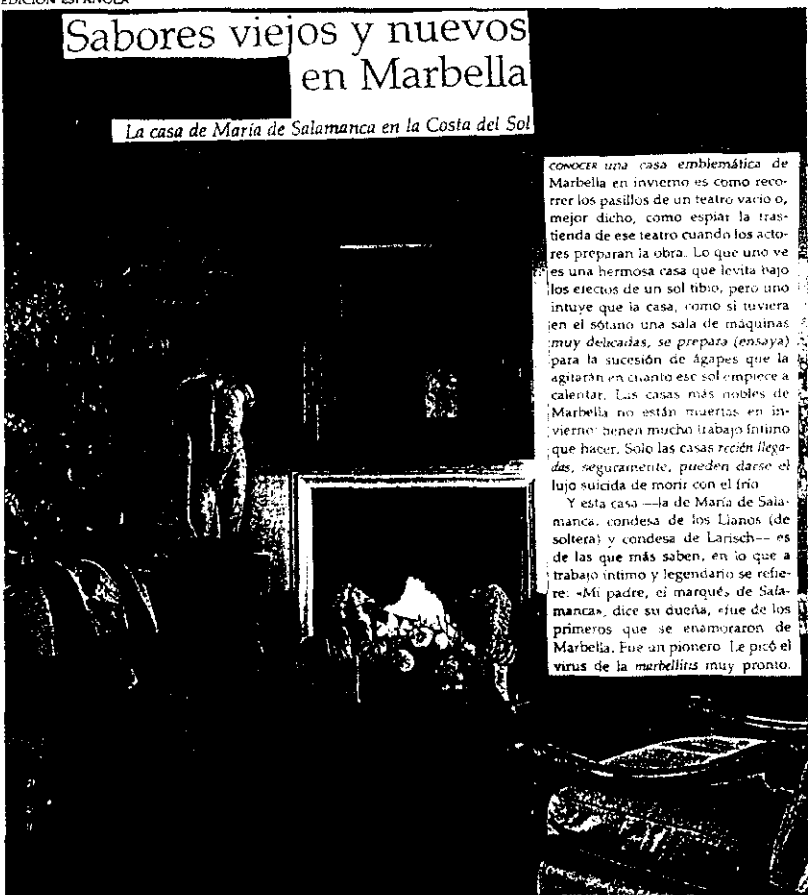 EDICION ESPAÑOLA
Sabores viejos y nuevos
en Marbella
La casa de María de Salamanca en la Costa del Sol
CONOCER una casa emblemática de
Marbella en invierno es como reco-
rrer los pasillos de un teatro vacío o,
mejor dicho, como espiar la tras-
tienda de ese teatro cuando los acto-
res preparan la obra. Lo que uno ve
es una hermosa casa que levita bajo
los efectos de un sol tibio, pero uno
intuye que la casa, como si tuviera
en el sótano una sala de máquinas
muy delicadas, se prepara (ensaya)
para la sucesión de ágapes que la
agitarán en cuanto ese sol empiece a
calentar. Las casas más nobles de
Marbella no están muertas en in-
vierno: tienen mucho trabajo íntimo
que hacer. Solo las casas recién llega-
das, seguramente, pueden darse el
lujo suicida de morir con el frío
Y esta casa —la de María de Sala-
manca, condesa de los Llanos (de
soltera) y condesa de Larisch— es
de las que más saben, en lo que a
trabajo íntimo y legendario se refie-
re: «Mi padre, el marqués de Sala-
manca», dice su dueña, «fue de los
primeros que se enamoraron de
Marbella. Fue un pionero. Le picó el
virus de la marbellitis muy pronto.